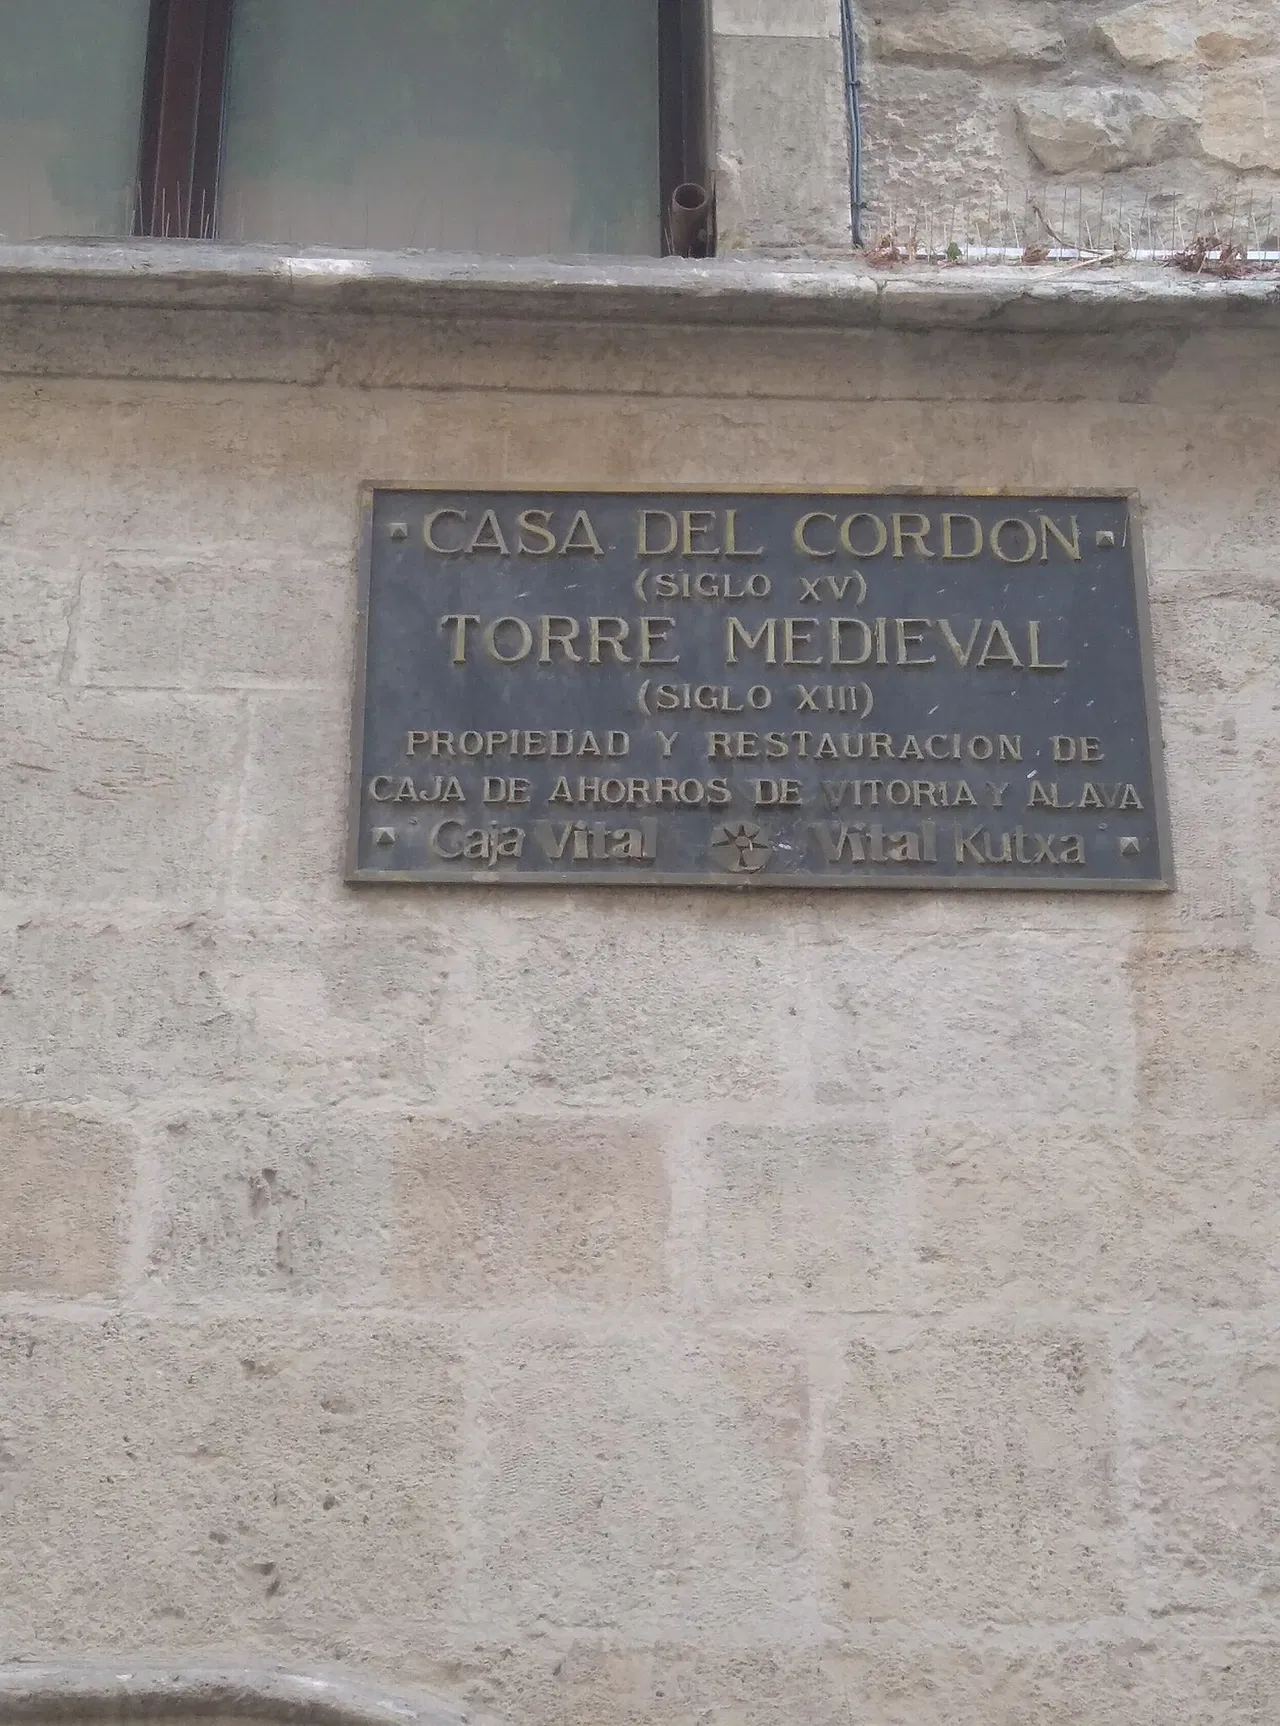 CASA DEL CORDON
(SIGLO XV)
TORRE MEDIEVAL
(SIGLO XIII)
PROPIEDAD Y RESTAURACION DE
CAJA DE AHORROS DE VITORIA Y ALAVA
Caja Vital Vital Kutxa